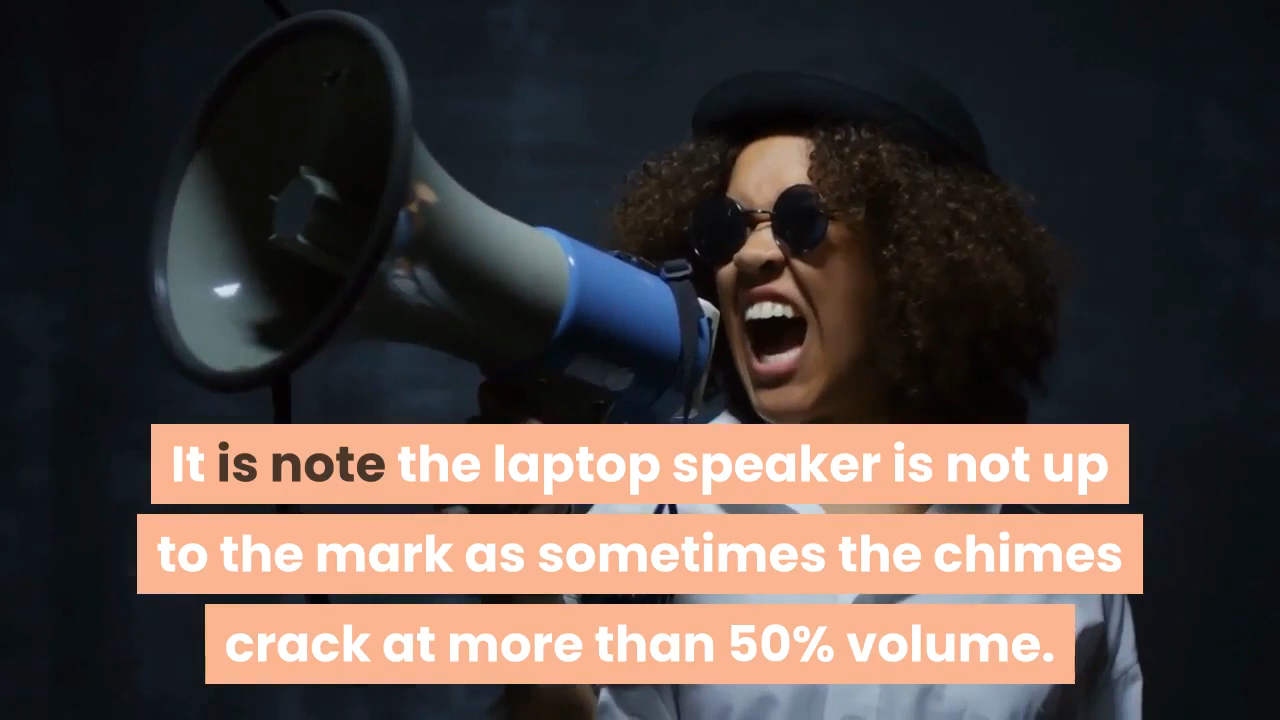 It is note the laptop speaker is not up
to the mark as sometimes the chimes
crack at more than 50% volume.